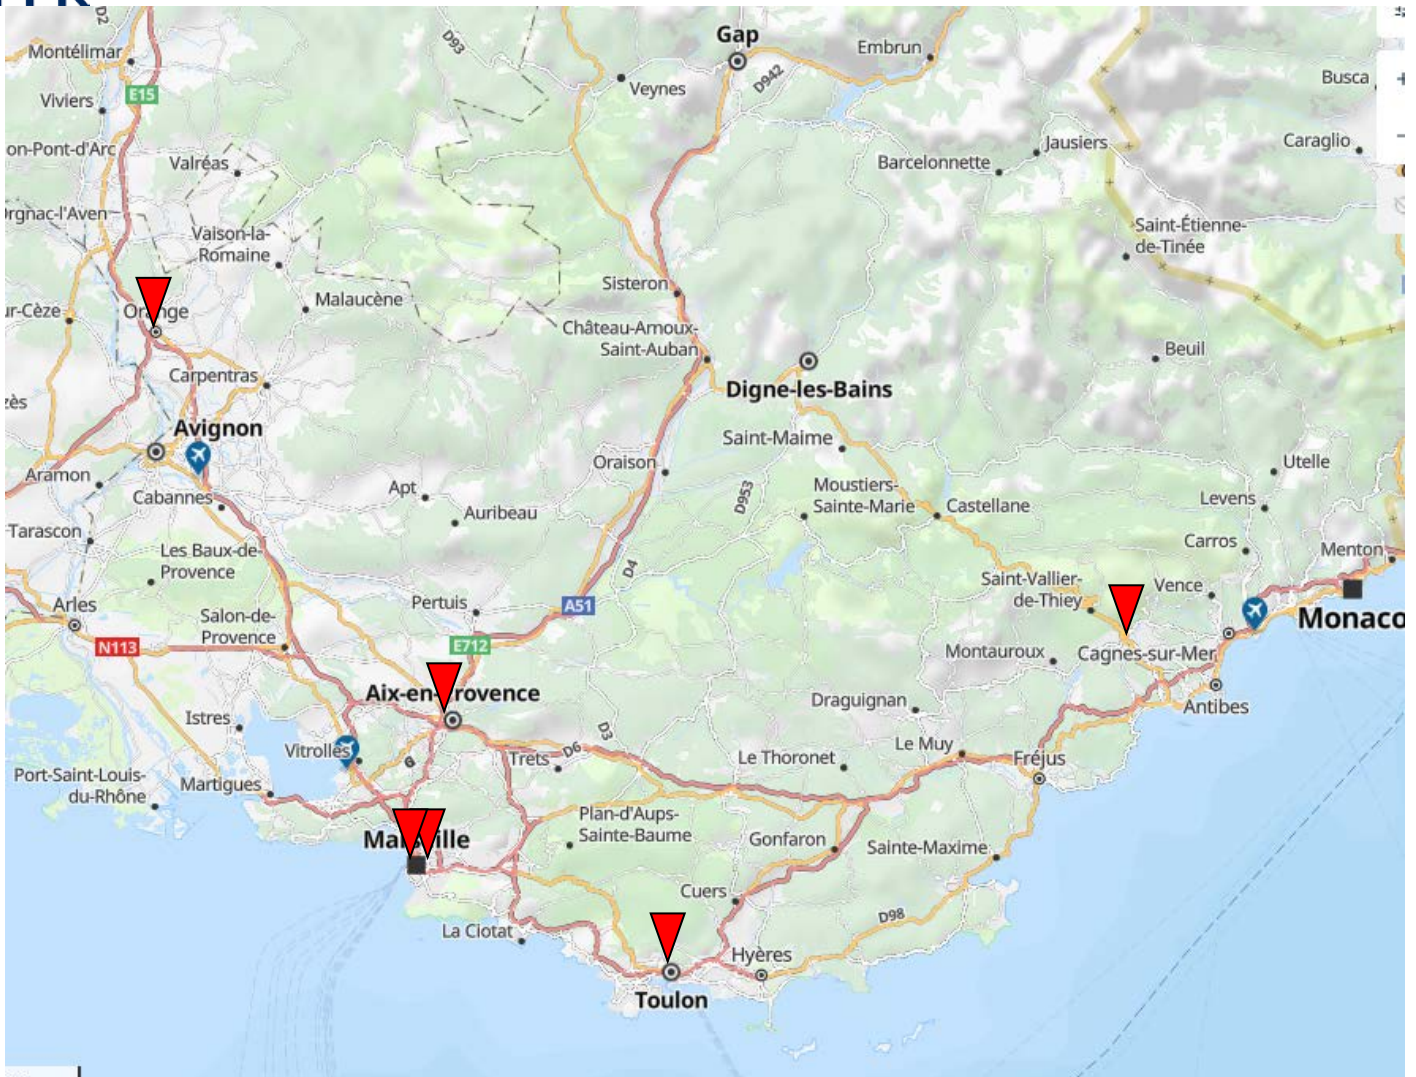 D2
D93
Gap
Embrun
Montélimar
D942
Busca
Veynes
E15
Viviers
on-Pont-d'Arc
Jausiers
Caraglio
Valréas
Barcelonnette
rgnac-l'Aven
Saint-Étienne-
de-Tinée
Vaison-la-
Romaine
Sisteron
Malaucène
ur-Cèze
Château-Arnoux-
Saint-Auban
Beuil
Carpentras
Digne-les-Bains
zès
Avignon
Saint-Maime
Oraison
Utelle
Aramon
Apt
D953
Moustiers-
Sainte-Marie
Castellane
Levens
Cabannes
Auribeau
Tarascon
Carros
Menton
Les Baux-de-
Provence
D4
Saint-Vallier-
de-Thiey
Vence
Arles
Pertuis
A51
Monaco
Salon-de-
Provence
N113
E712
Montauroux
Cagnes-sur-Mer
Draguignan
Antibes
Istres
D3
Vitrolles
D6
Le Muy
Trets
Le Thoronet
Fréjus
Port-Saint-Louis-
du-Rhône
Martigues
Plan-d'Aups-
Sainte-Baume
Gonfaron
Sainte-Maxime
Cuers
D98
La Ciotat
Hyères
Toulon